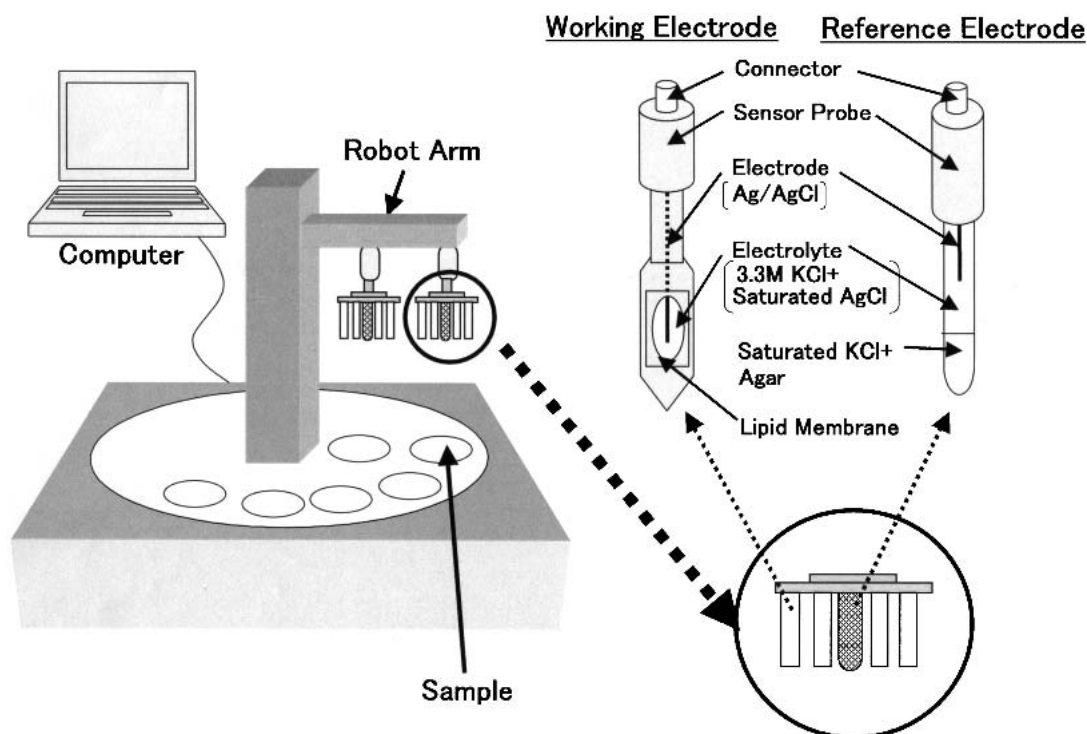 Working Electrode
Reference Electrode
Connector
Sensor Probe
Robot Arm
Electrode
[Ag/AgCl]
Computer
Electrolyte
[3.3M KCl+
Saturated AgCl]
Saturated KCl+
Agar
Lipid Membrane
Sample